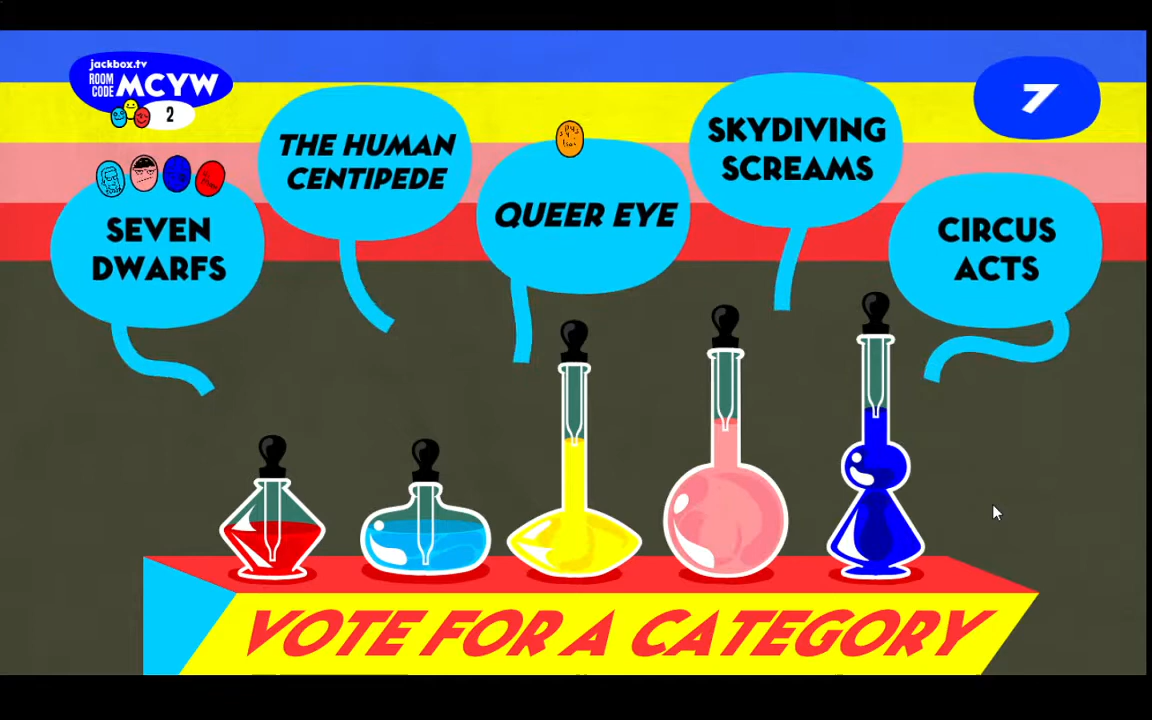 jackbox.tv
ROOM
CODE
MCYW
2
7
SEVEN
DWARFS
THE HUMAN
CENTIPEDE
QUEER EYE
SKYDIVING
SCREAMS
CIRCUS
ACTS
VOTE FOR A CATEGORY